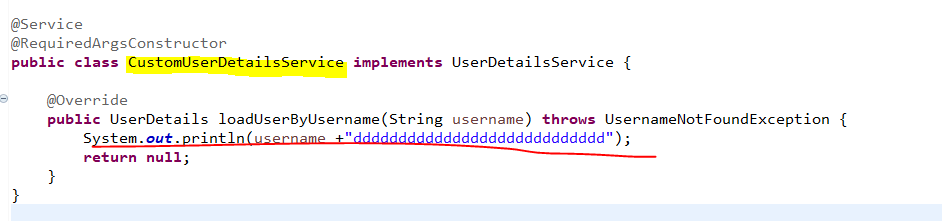 @Service
@RequiredArgsConstructor
public class CustomUserDetailsService implements UserDetailsService {
@Override
public UserDetails loadUserByUsername(String username) throws UsernameNotFoundException {
System.out.println(username +"dddddddddddddddddddddddddddd");
return null;
}
}